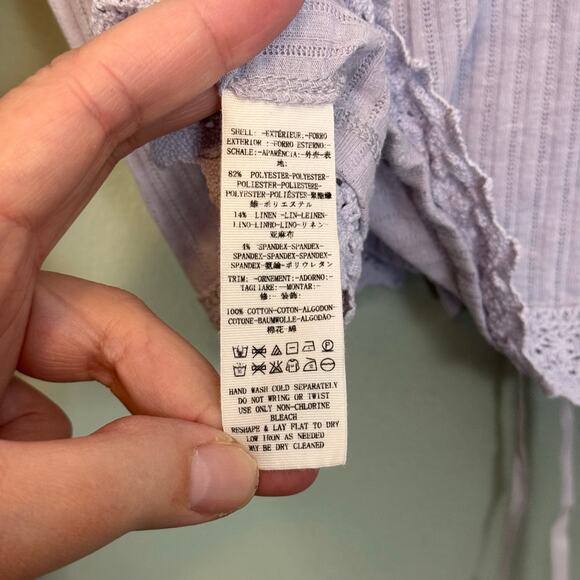 SHELL: -EXTÉRIEUR:-FORRO
EXTERIOR :-FORRO ESTERNO:-
SCHALE:-APARÊNCIA:-外壳-表
地:
82% POLYESTER-POLYESTER-
POLIESTER-POLIESTERE-
POLYESTER-POLIÉSTER-聚酯纖
維-ポリエステル
14% LINEN -LIN-LEINEN-
LINO-LINHO-LINO-リネン-
亚麻布
4% SPANDEX-SPANDEX-
SPANDEX-SPANDEX-SPANDEX-
SPANDEX-氨綸-ポリウレタン
TRIM: -ORNEMENT:-ADORNO:-
TAGLIARE:-MONTAR:-
修:-装飾:
100% COTTON-COTON-ALGODON-
COTONE-BAUMWOLLE-ALGODÃO-
棉花-綿
HAND WASH COLD SEPARATELY
DO NOT WRING OR TWIST
USE ONLY NON-CHLORINE
BLEACH
RESHAPE & LAY FLAT TO DRY
LOW IRON AS NEEDED
MAY BE DRY CLEANED